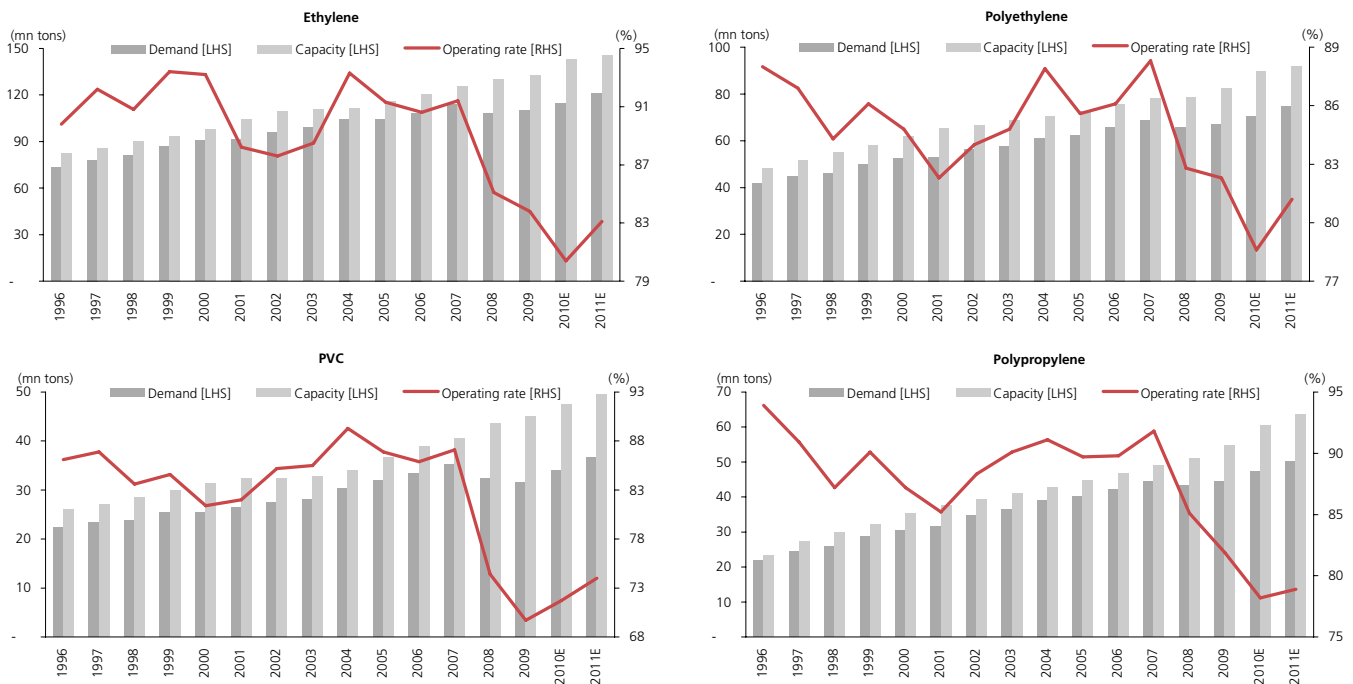 Ethylene
(mn tons) (%)
Demand [LHS] Capacity [LHS] Operating rate [RHS]
150 95
120 91
90 87
60 83
30
- 79
1996 1997 1998 1999 2000 2001 2002 2003 2004 2005 2006 2007 2008 2009 2010E 2011E
Polyethylene
(mn tons) (%)
Demand [LHS] Capacity [LHS] Operating rate [RHS]
100 89
80 86
60 83
40 80
20
- 77
1996 1997 1998 1999 2000 2001 2002 2003 2004 2005 2006 2007 2008 2009 2010E 2011E
PVC
(mn tons) (%)
Demand [LHS] Capacity [LHS] Operating rate [RHS]
50 93
40 88
30 83
20 78
10 73
- 68
1996 1997 1998 1999 2000 2001 2002 2003 2004 2005 2006 2007 2008 2009 2010E 2011E
Polypropylene
(mn tons) (%)
Demand [LHS] Capacity [LHS] Operating rate [RHS]
70 95
60 90
50 85
40 80
30
20
10
- 75
1996 1997 1998 1999 2000 2001 2002 2003 2004 2005 2006 2007 2008 2009 2010E 2011E